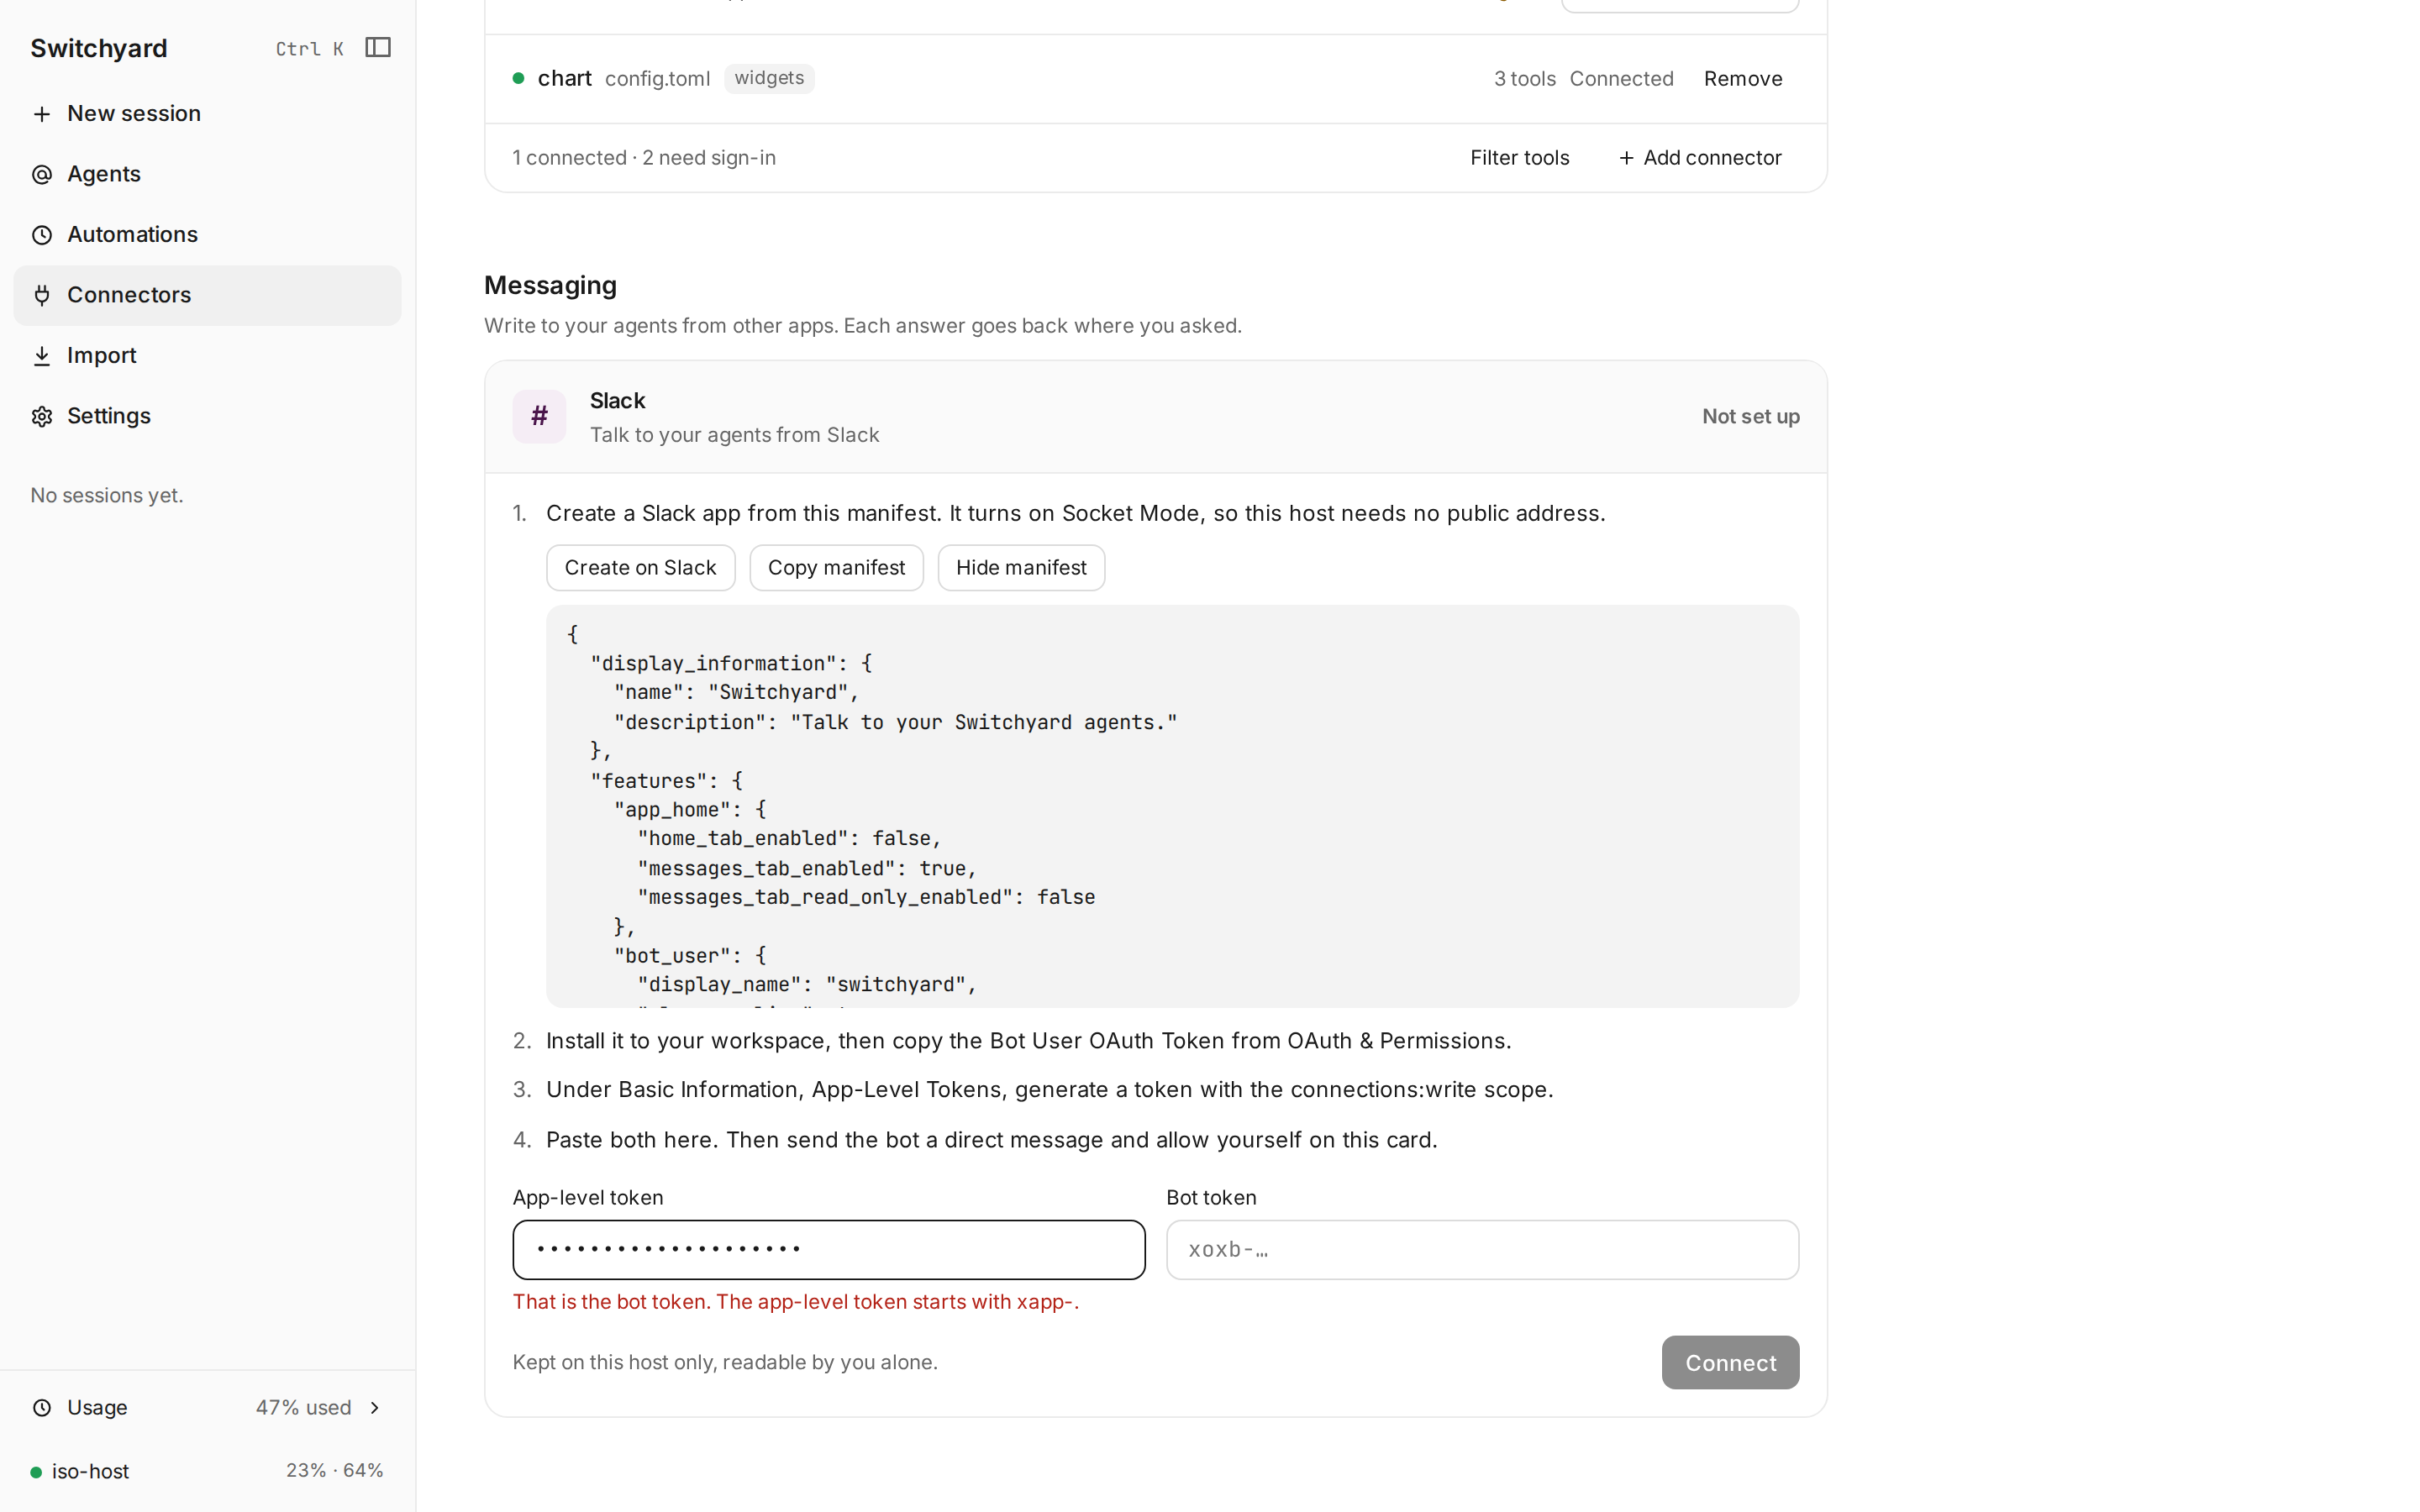 Switchyard
Ctrl K
New session
Agents
Automations
Connectors
Import
Settings
No sessions yet.
Usage 47% used
iso-host 23% · 64%
chart config.toml widgets 3 tools Connected Remove
1 connected · 2 need sign-in Filter tools + Add connector
Messaging
Write to your agents from other apps. Each answer goes back where you asked.
# Slack
Talk to your agents from Slack
Not set up
1. Create a Slack app from this manifest. It turns on Socket Mode, so this host needs no public address.
Create on Slack Copy manifest Hide manifest
{
  "display_information": {
    "name": "Switchyard",
    "description": "Talk to your Switchyard agents."
  },
  "features": {
    "app_home": {
      "home_tab_enabled": false,
      "messages_tab_enabled": true,
      "messages_tab_read_only_enabled": false
    },
    "bot_user": {
      "display_name": "switchyard",
2. Install it to your workspace, then copy the Bot User OAuth Token from OAuth & Permissions.
3. Under Basic Information, App-Level Tokens, generate a token with the connections:write scope.
4. Paste both here. Then send the bot a direct message and allow yourself on this card.
App-level token Bot token
•••••••••••••••••••• xoxb-…
That is the bot token. The app-level token starts with xapp-.
Kept on this host only, readable by you alone. Connect